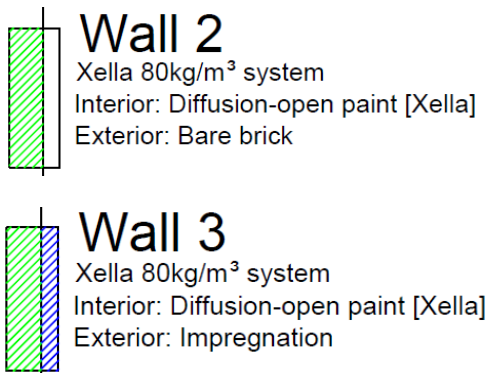 Wall 2
Xella 80kg/m³ system
Interior: Diffusion-open paint [Xella]
Exterior: Bare brick
Wall 3
Xella 80kg/m³ system
Interior: Diffusion-open paint [Xella]
Exterior: Impregnation